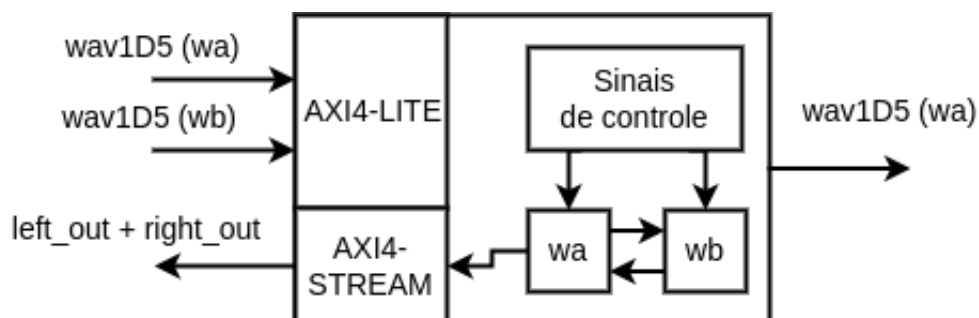 wav1D5 (wa)
wav1D5 (wb)
left_out + right_out
AXI4-LITE
AXI4-
STREAM
Sinais
de controle
wa
wb
wav1D5 (wa)